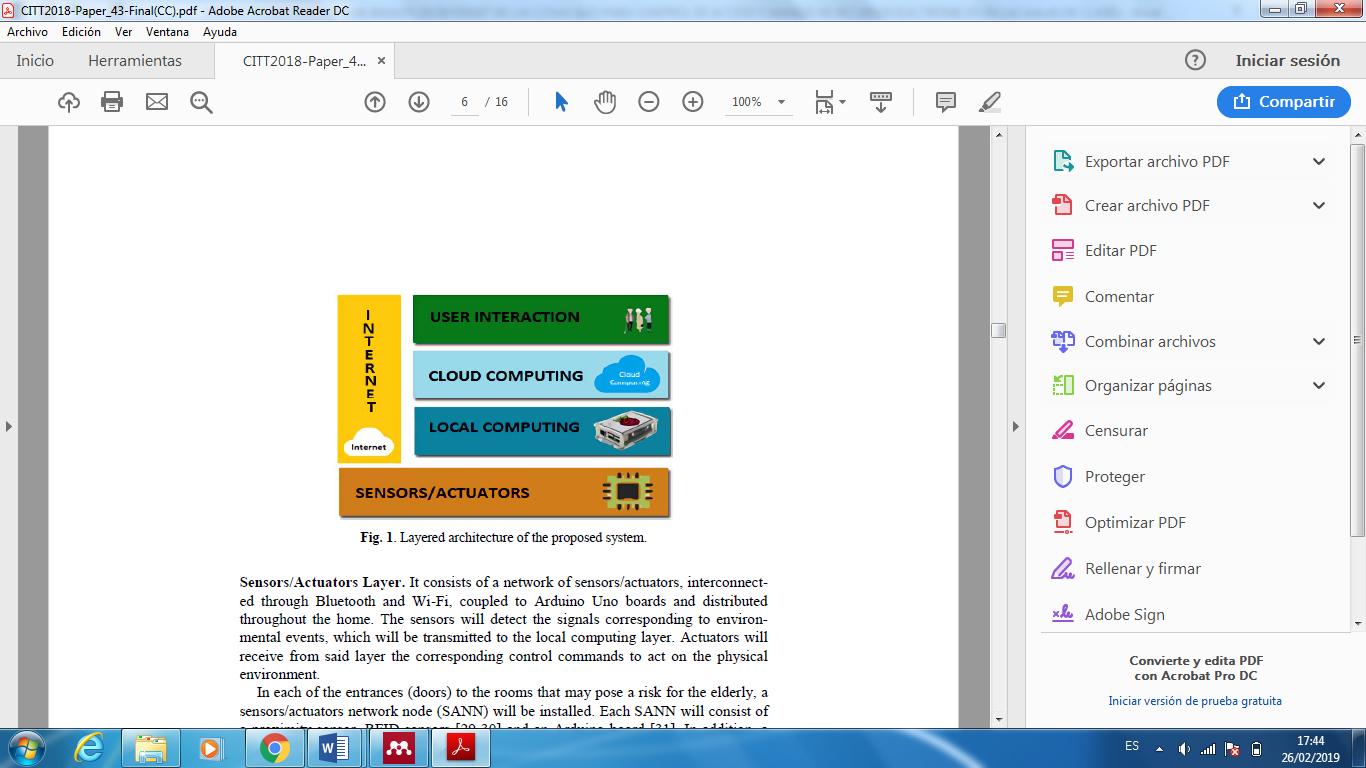 CITT2018-Paper_43-Final(CC).pdf - Adobe Acrobat Reader DC
Archivo Edición Ver Ventana Ayuda
Inicio Herramientas CITT2018-Paper_4... × Iniciar sesión
6 / 16 100% Compartir
INTERNET
Internet
USER INTERACTION
CLOUD COMPUTING
Cloud
Computing
LOCAL COMPUTING
SENSORS/ACTUATORS
Fig. 1. Layered architecture of the proposed system.
Sensors/Actuators Layer. It consists of a network of sensors/actuators, interconnect-
ed through Bluetooth and Wi-Fi, coupled to Arduino Uno boards and distributed
throughout the home. The sensors will detect the signals corresponding to environ-
mental events, which will be transmitted to the local computing layer. Actuators will
receive from said layer the corresponding control commands to act on the physical
environment.
In each of the entrances (doors) to the rooms that may pose a risk for the elderly, a
sensors/actuators network node (SANN) will be installed. Each SANN will consist of
Exportar archivo PDF
Crear archivo PDF
Editar PDF
Comentar
Combinar archivos
Organizar páginas
Censurar
Proteger
Optimizar PDF
Rellenar y firmar
Adobe Sign
Convierte y edita PDF
con Acrobat Pro DC
Iniciar versión de prueba gratuita
ES
17:44
26/02/2019